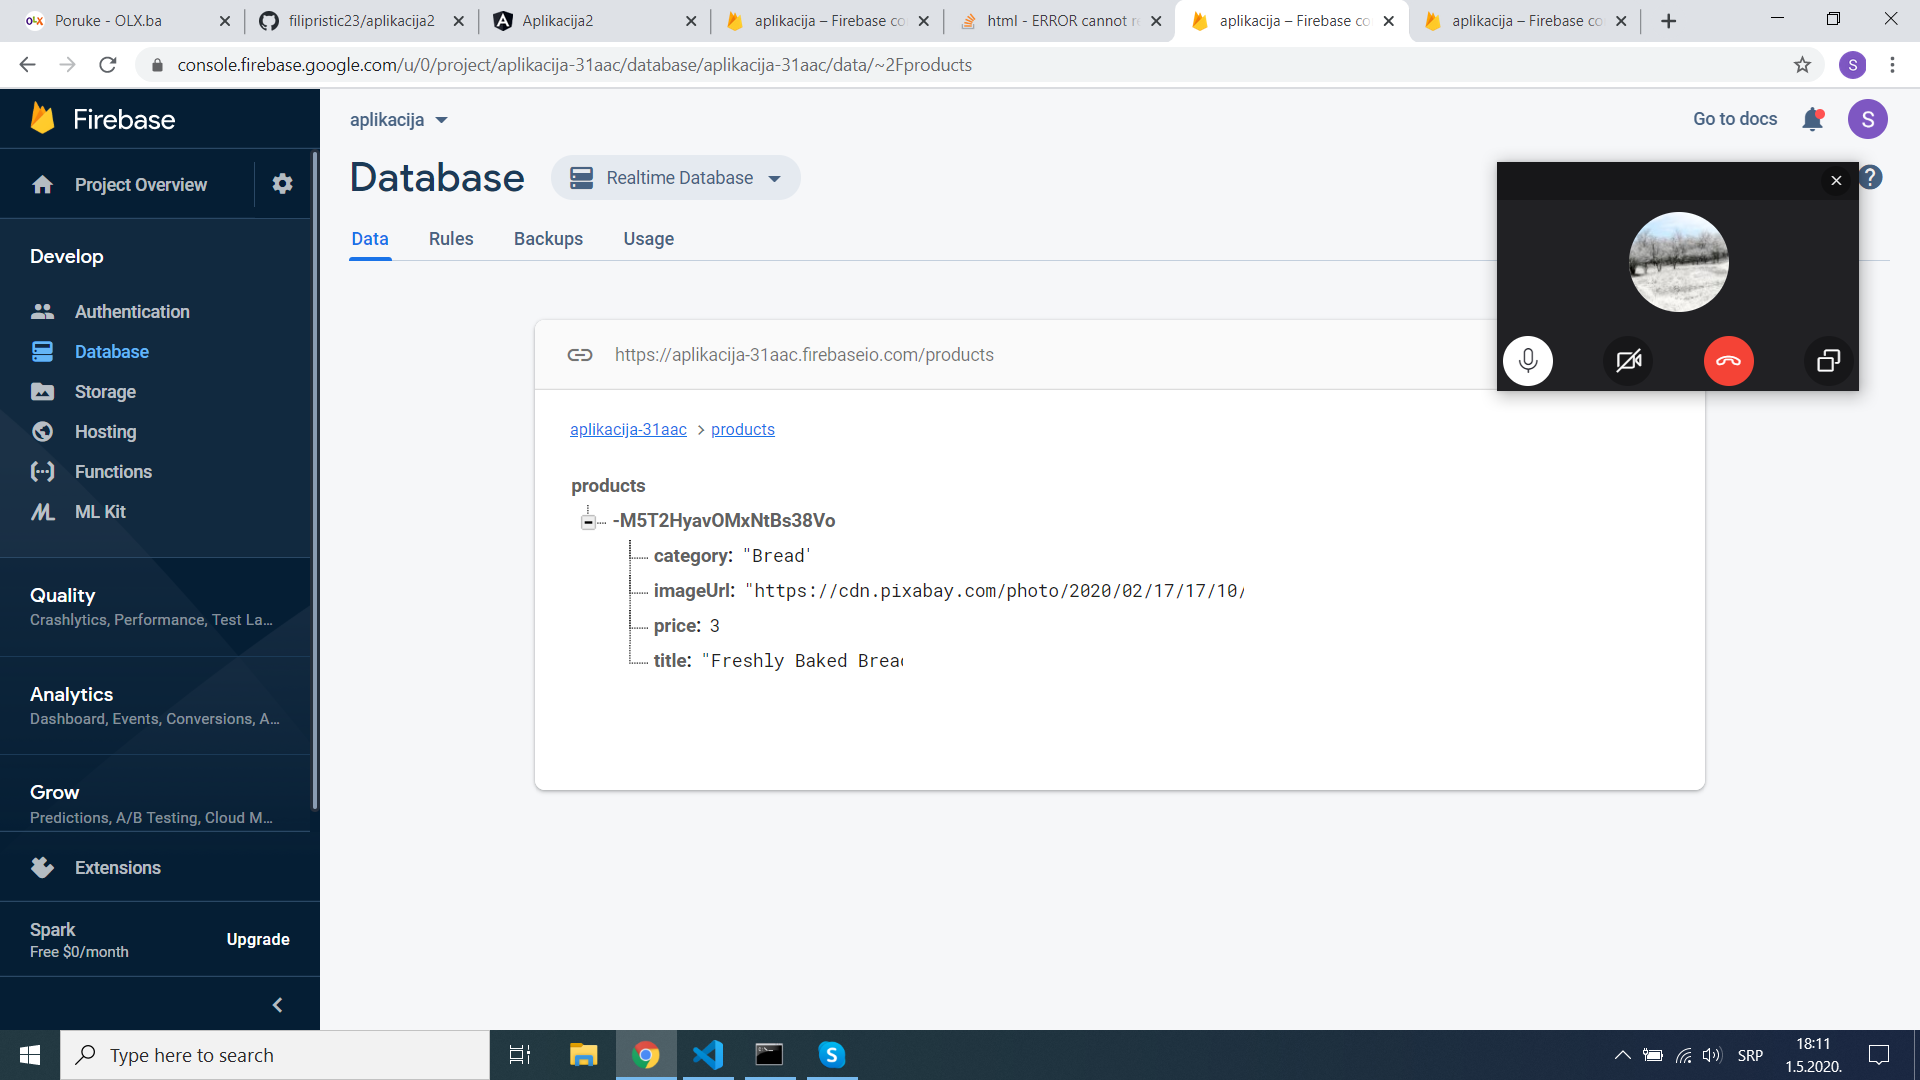 Poruke - OLX.ba
filipristic23/aplikacija2
Aplikacija2
aplikacija – Firebase co
html - ERROR cannot re
aplikacija – Firebase co
aplikacija – Firebase co
console.firebase.google.com/u/0/project/aplikacija-31aac/database/aplikacija-31aac/data/~2Fproducts
S
Firebase
aplikacija
Go to docs
S
Project Overview
Database
Realtime Database
?
Data
Rules
Backups
Usage
Develop
Authentication
Database
Storage
Hosting
Functions
ML Kit
https://aplikacija-31aac.firebaseio.com/products
aplikacija-31aac > products
products
-M5T2HyavOMxNtBs38Vo
category: "Bread"
imageUrl: "https://cdn.pixabay.com/photo/2020/02/17/17/10/
price: 3
title: "Freshly Baked Bread
Quality
Crashlytics, Performance, Test La...
Analytics
Dashboard, Events, Conversions, A...
Grow
Predictions, A/B Testing, Cloud M...
Extensions
Spark
Free $0/month
Upgrade
Type here to search
SRP
18:11
1.5.2020.